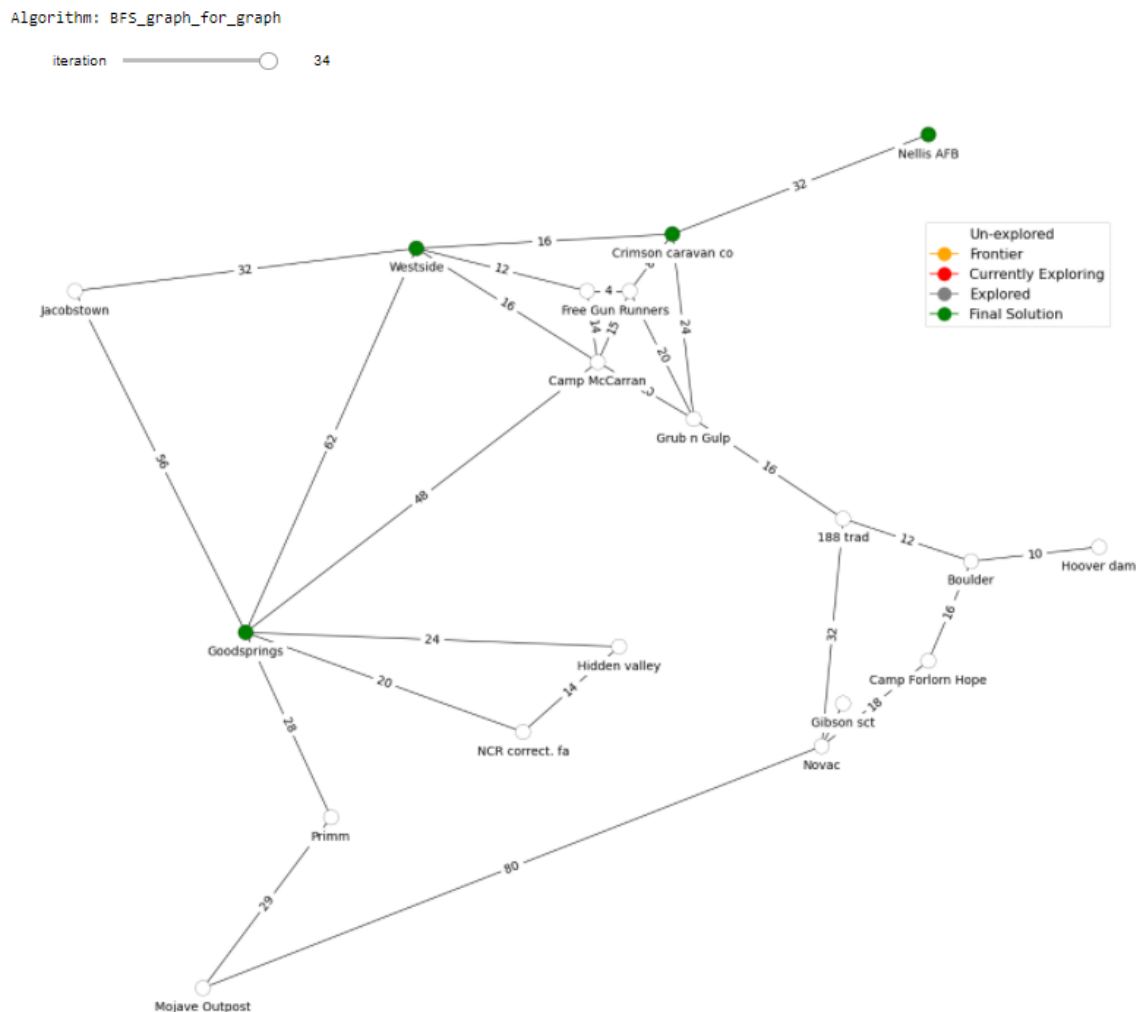 Algorithm: BFS_graph_for_graph
iteration 34
Nellis AFB
32
Un-explored
Frontier
Currently Exploring
Explored
Final Solution
16
Crimson caravan co
Westside
12
32
Jacobstown
4
Free Gun Runners
16
14
15
24
20
Camp McCarran
Grub n Gulp
62
56
16
48
188 trad
12
10
Hoover dam
Boulder
16
32
Goodsprings
24
Hidden valley
20
14
Camp Forlorn Hope
18
Gibson sct
28
NCR correct. fa
Novac
Primm
80
29
Mojave Outpost